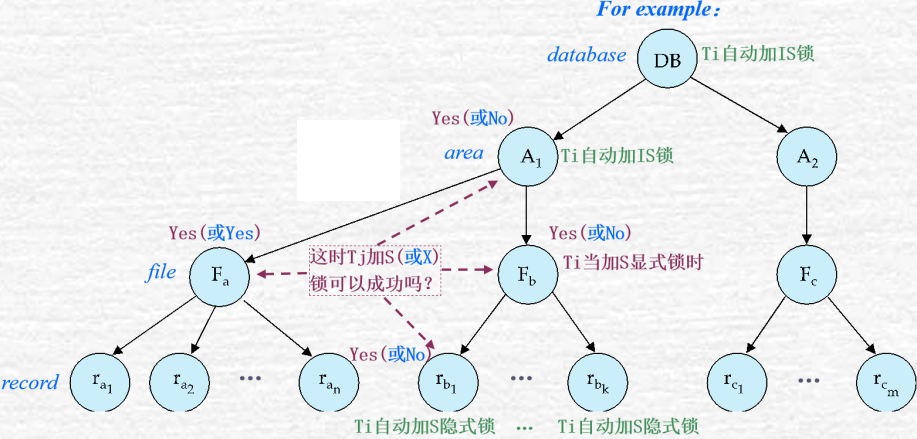 For example：
database
DB
Ti自动加IS锁
Yes(或No)
area
A1
Ti自动加IS锁
A2
Yes(或Yes)
这时Tj加S(或X)
锁可以成功吗？
Yes(或No)
file
Fa
Fb
Ti当加S显式锁时
Fc
Yes(或No)
record
ra1
ra2
...
ran
rb1
...
rbk
rc1
...
rcm
Ti自动加S隐式锁 ... Ti自动加S隐式锁